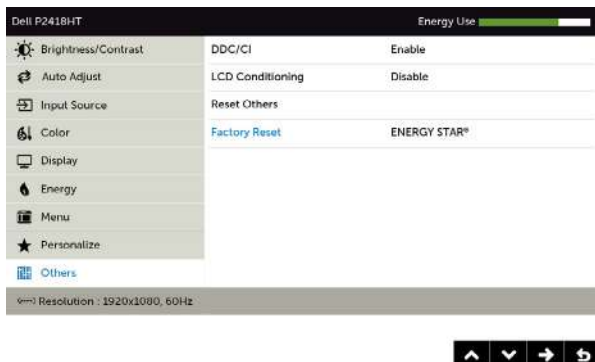 Dell P2418HT Energy Use
Brightness/Contrast DDC/CI Enable
Auto Adjust LCD Conditioning Disable
Input Source Reset Others
Color Factory Reset ENERGY STAR®
Display
Energy
Menu
Personalize
Others
Resolution : 1920x1080, 60Hz